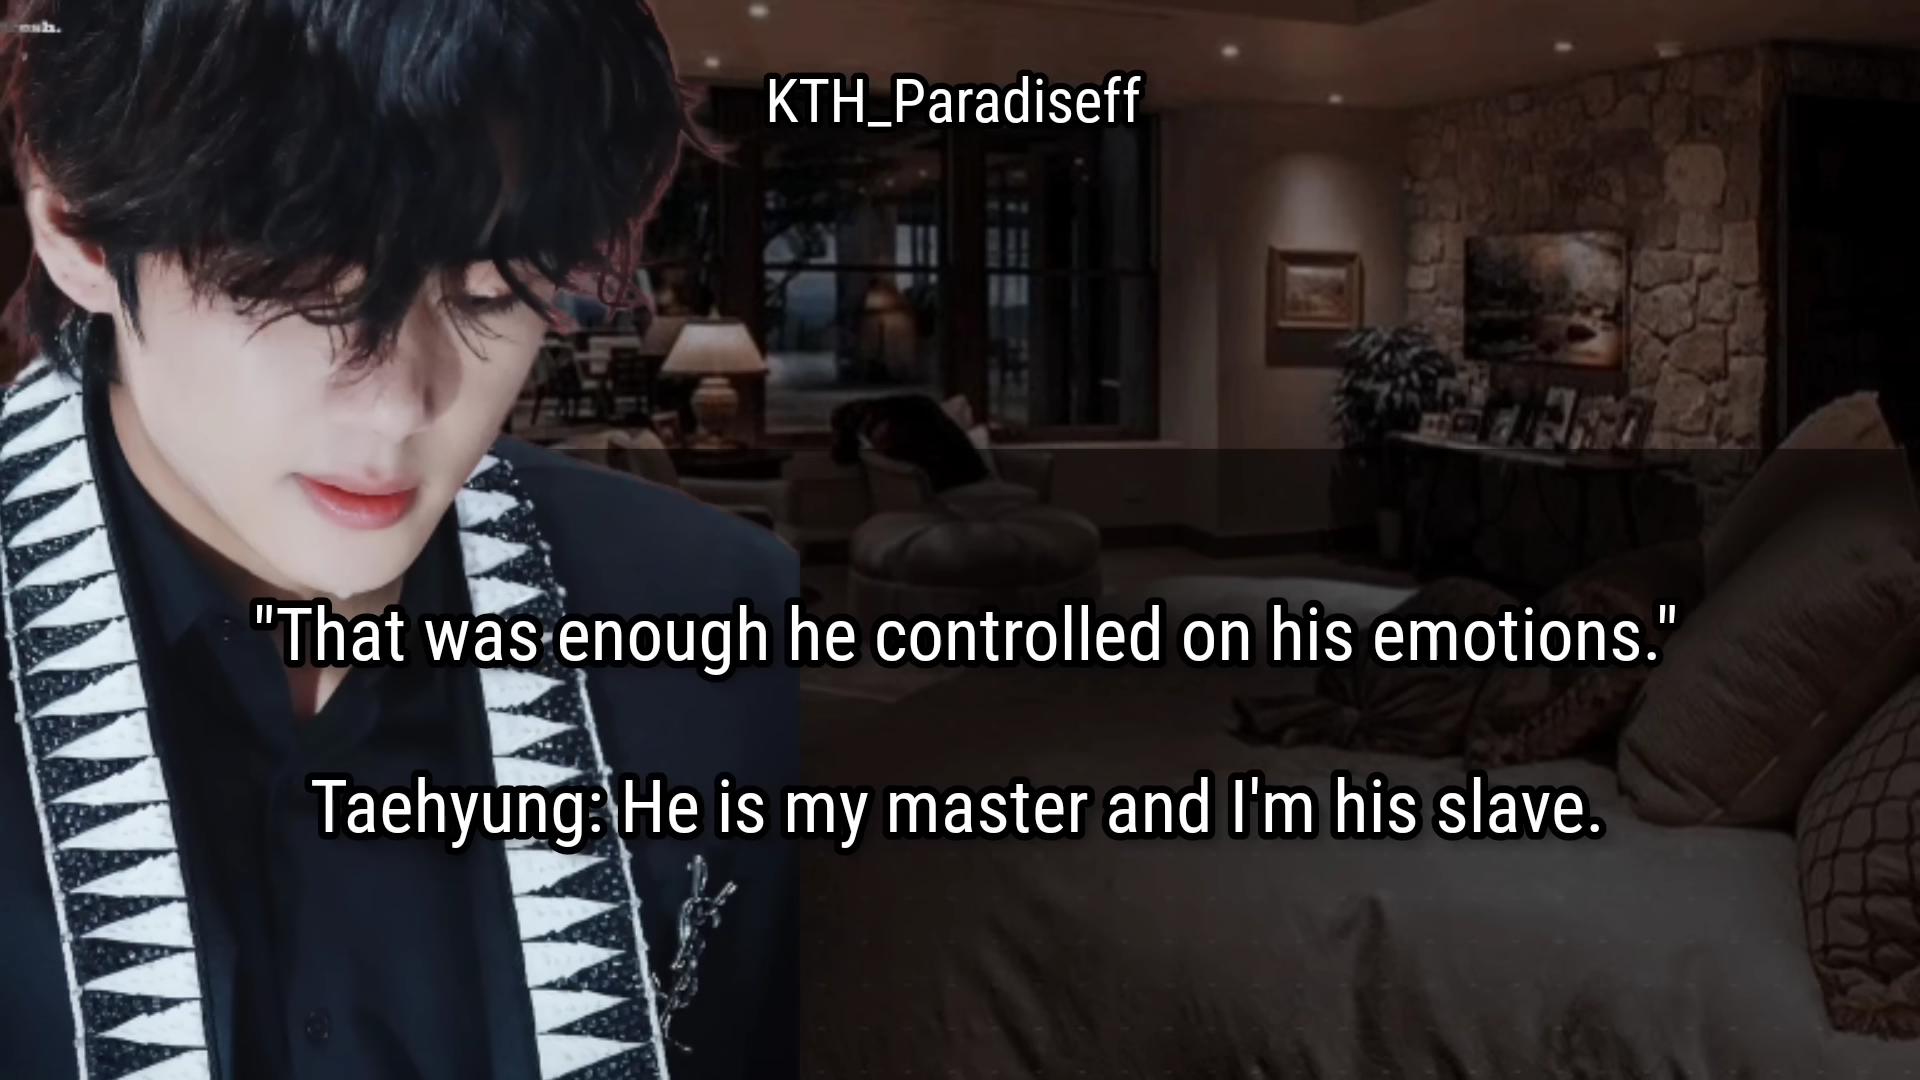 KTH_Paradiseff
"That was enough he controlled on his emotions."
Taehyung: He is my master and I'm his slave.